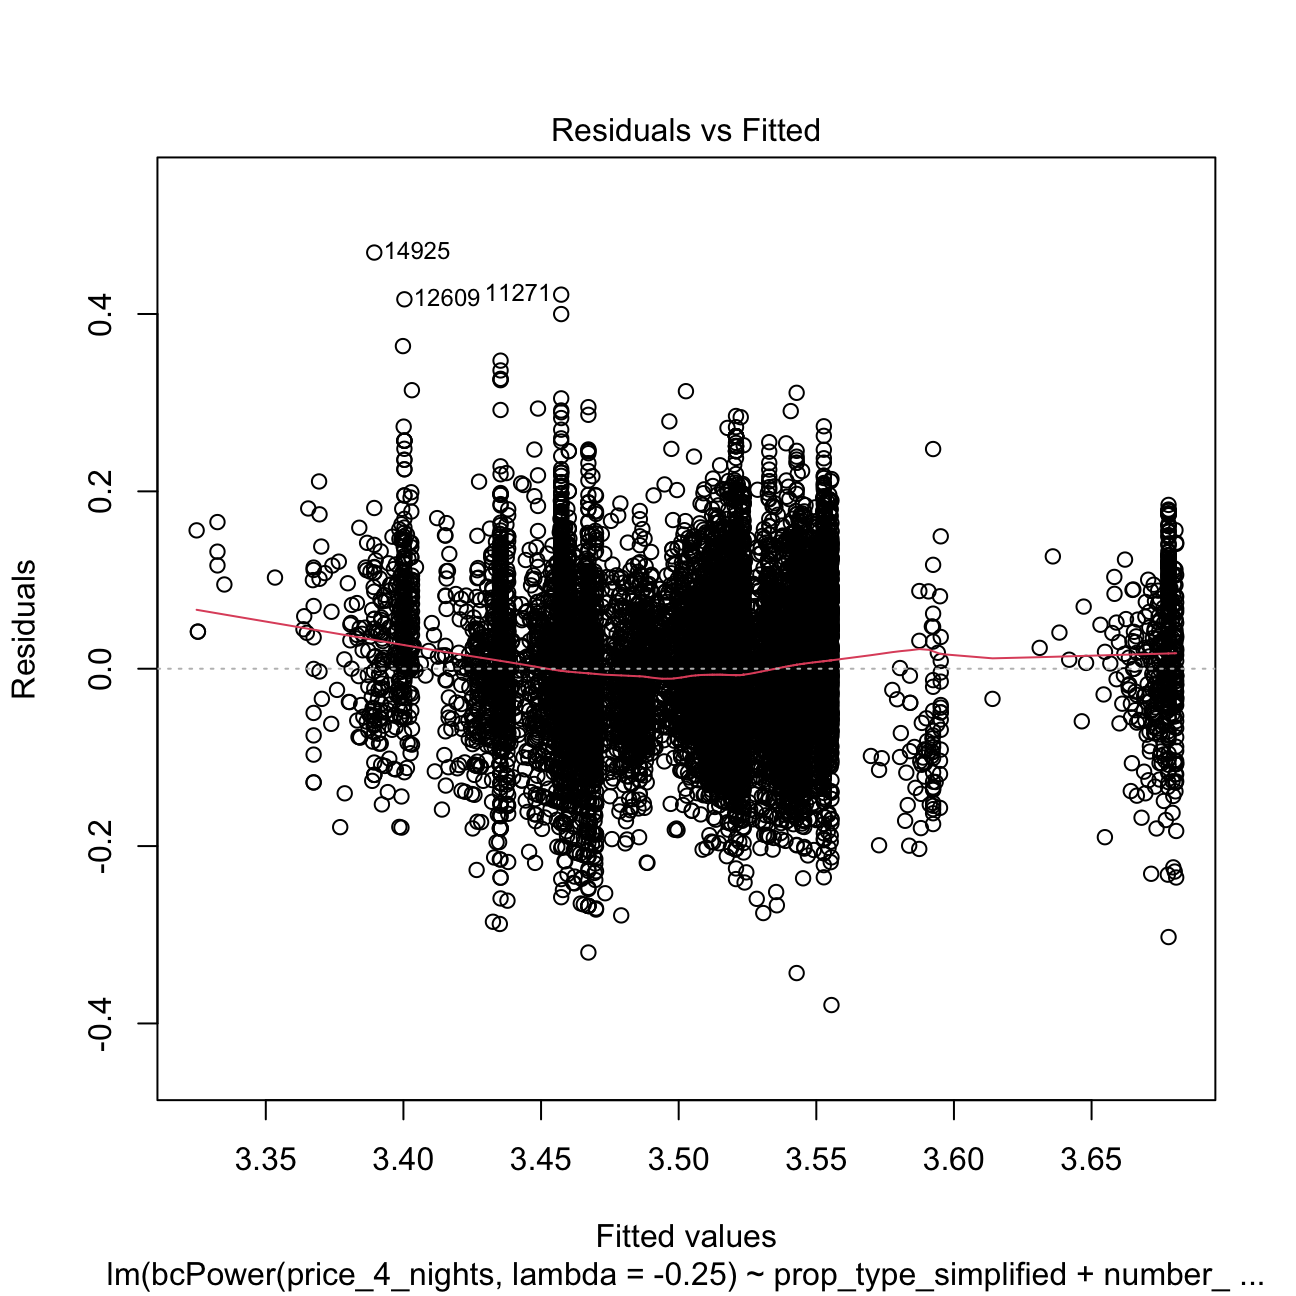 Residuals vs Fitted
14925
12609
11271
Residuals
0.4
0.2
0.0
-0.2
-0.4
3.35 3.40 3.45 3.50 3.55 3.60 3.65
Fitted values
lm(bcPower(price_4_nights, lambda = -0.25) ~ prop_type_simplified + number_ ...